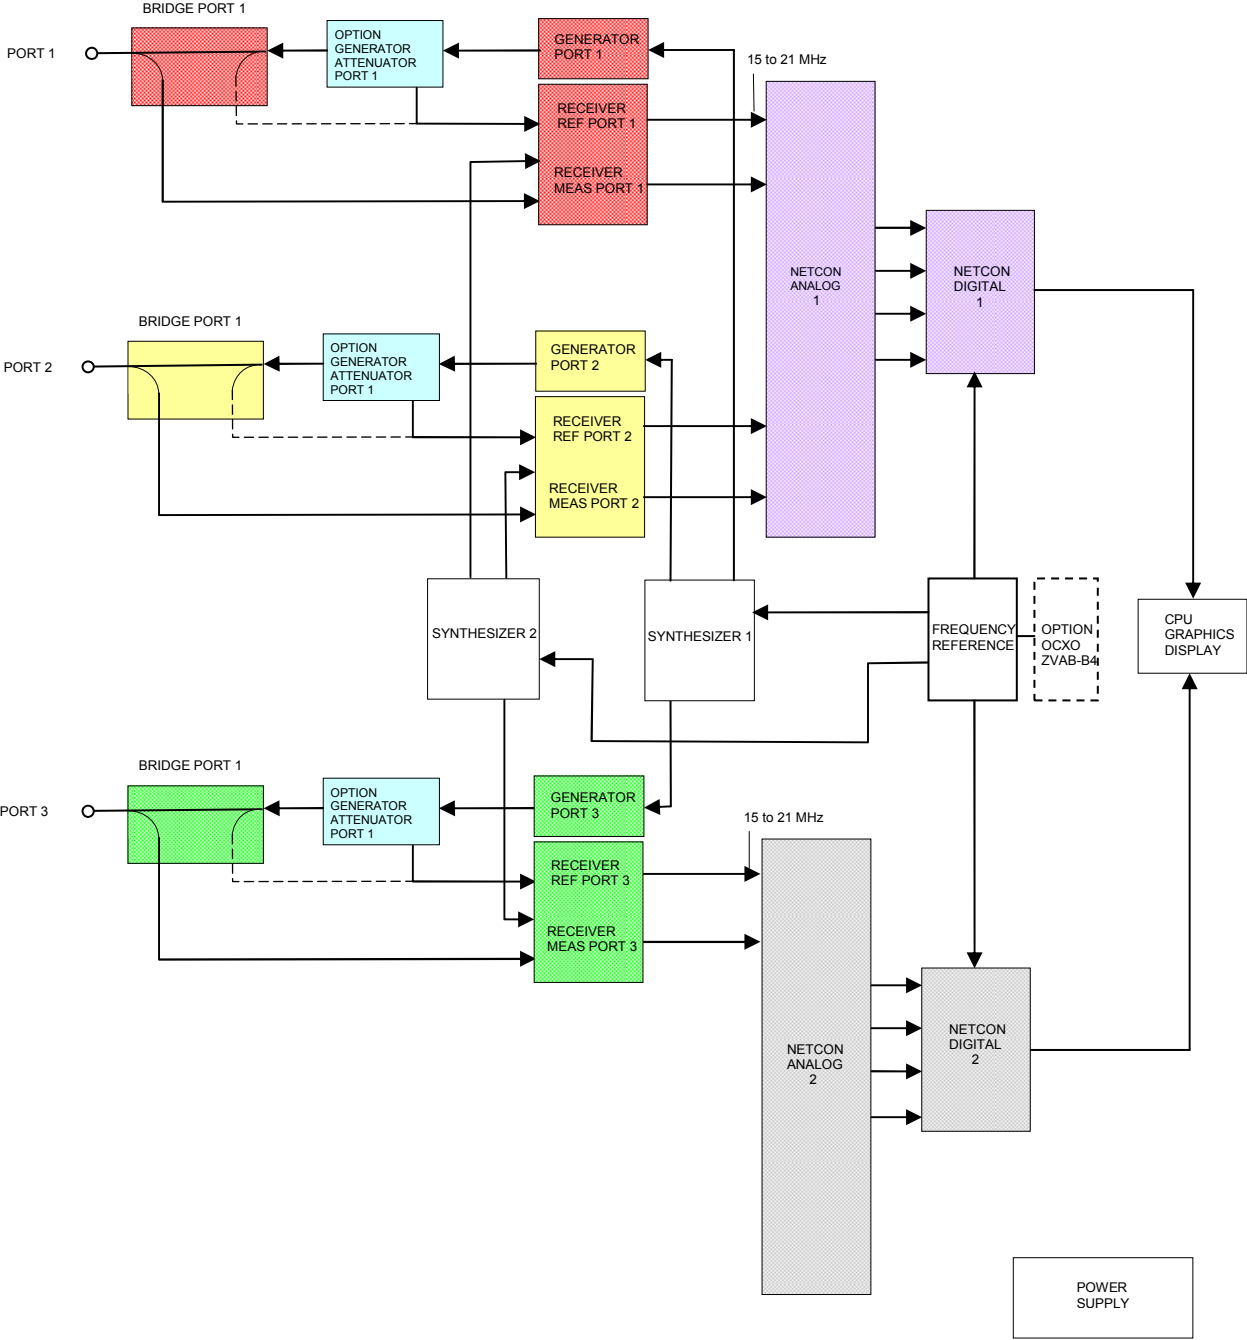 BRIDGE PORT 1
PORT 1
OPTION
GENERATOR
ATTENUATOR
PORT 1
GENERATOR
PORT 1
15 to 21 MHz
RECEIVER
REF PORT 1
RECEIVER
MEAS PORT 1
NETCON
ANALOG
1
NETCON
DIGITAL
1
BRIDGE PORT 1
PORT 2
OPTION
GENERATOR
ATTENUATOR
PORT 1
GENERATOR
PORT 2
RECEIVER
REF PORT 2
RECEIVER
MEAS PORT 2
SYNTHESIZER 2
SYNTHESIZER 1
FREQUENCY
REFERENCE
OPTION
OCXO
ZVAB-B4
CPU
GRAPHICS
DISPLAY
BRIDGE PORT 1
PORT 3
OPTION
GENERATOR
ATTENUATOR
PORT 1
GENERATOR
PORT 3
15 to 21 MHz
RECEIVER
REF PORT 3
RECEIVER
MEAS PORT 3
NETCON
ANALOG
2
NETCON
DIGITAL
2
POWER
SUPPLY